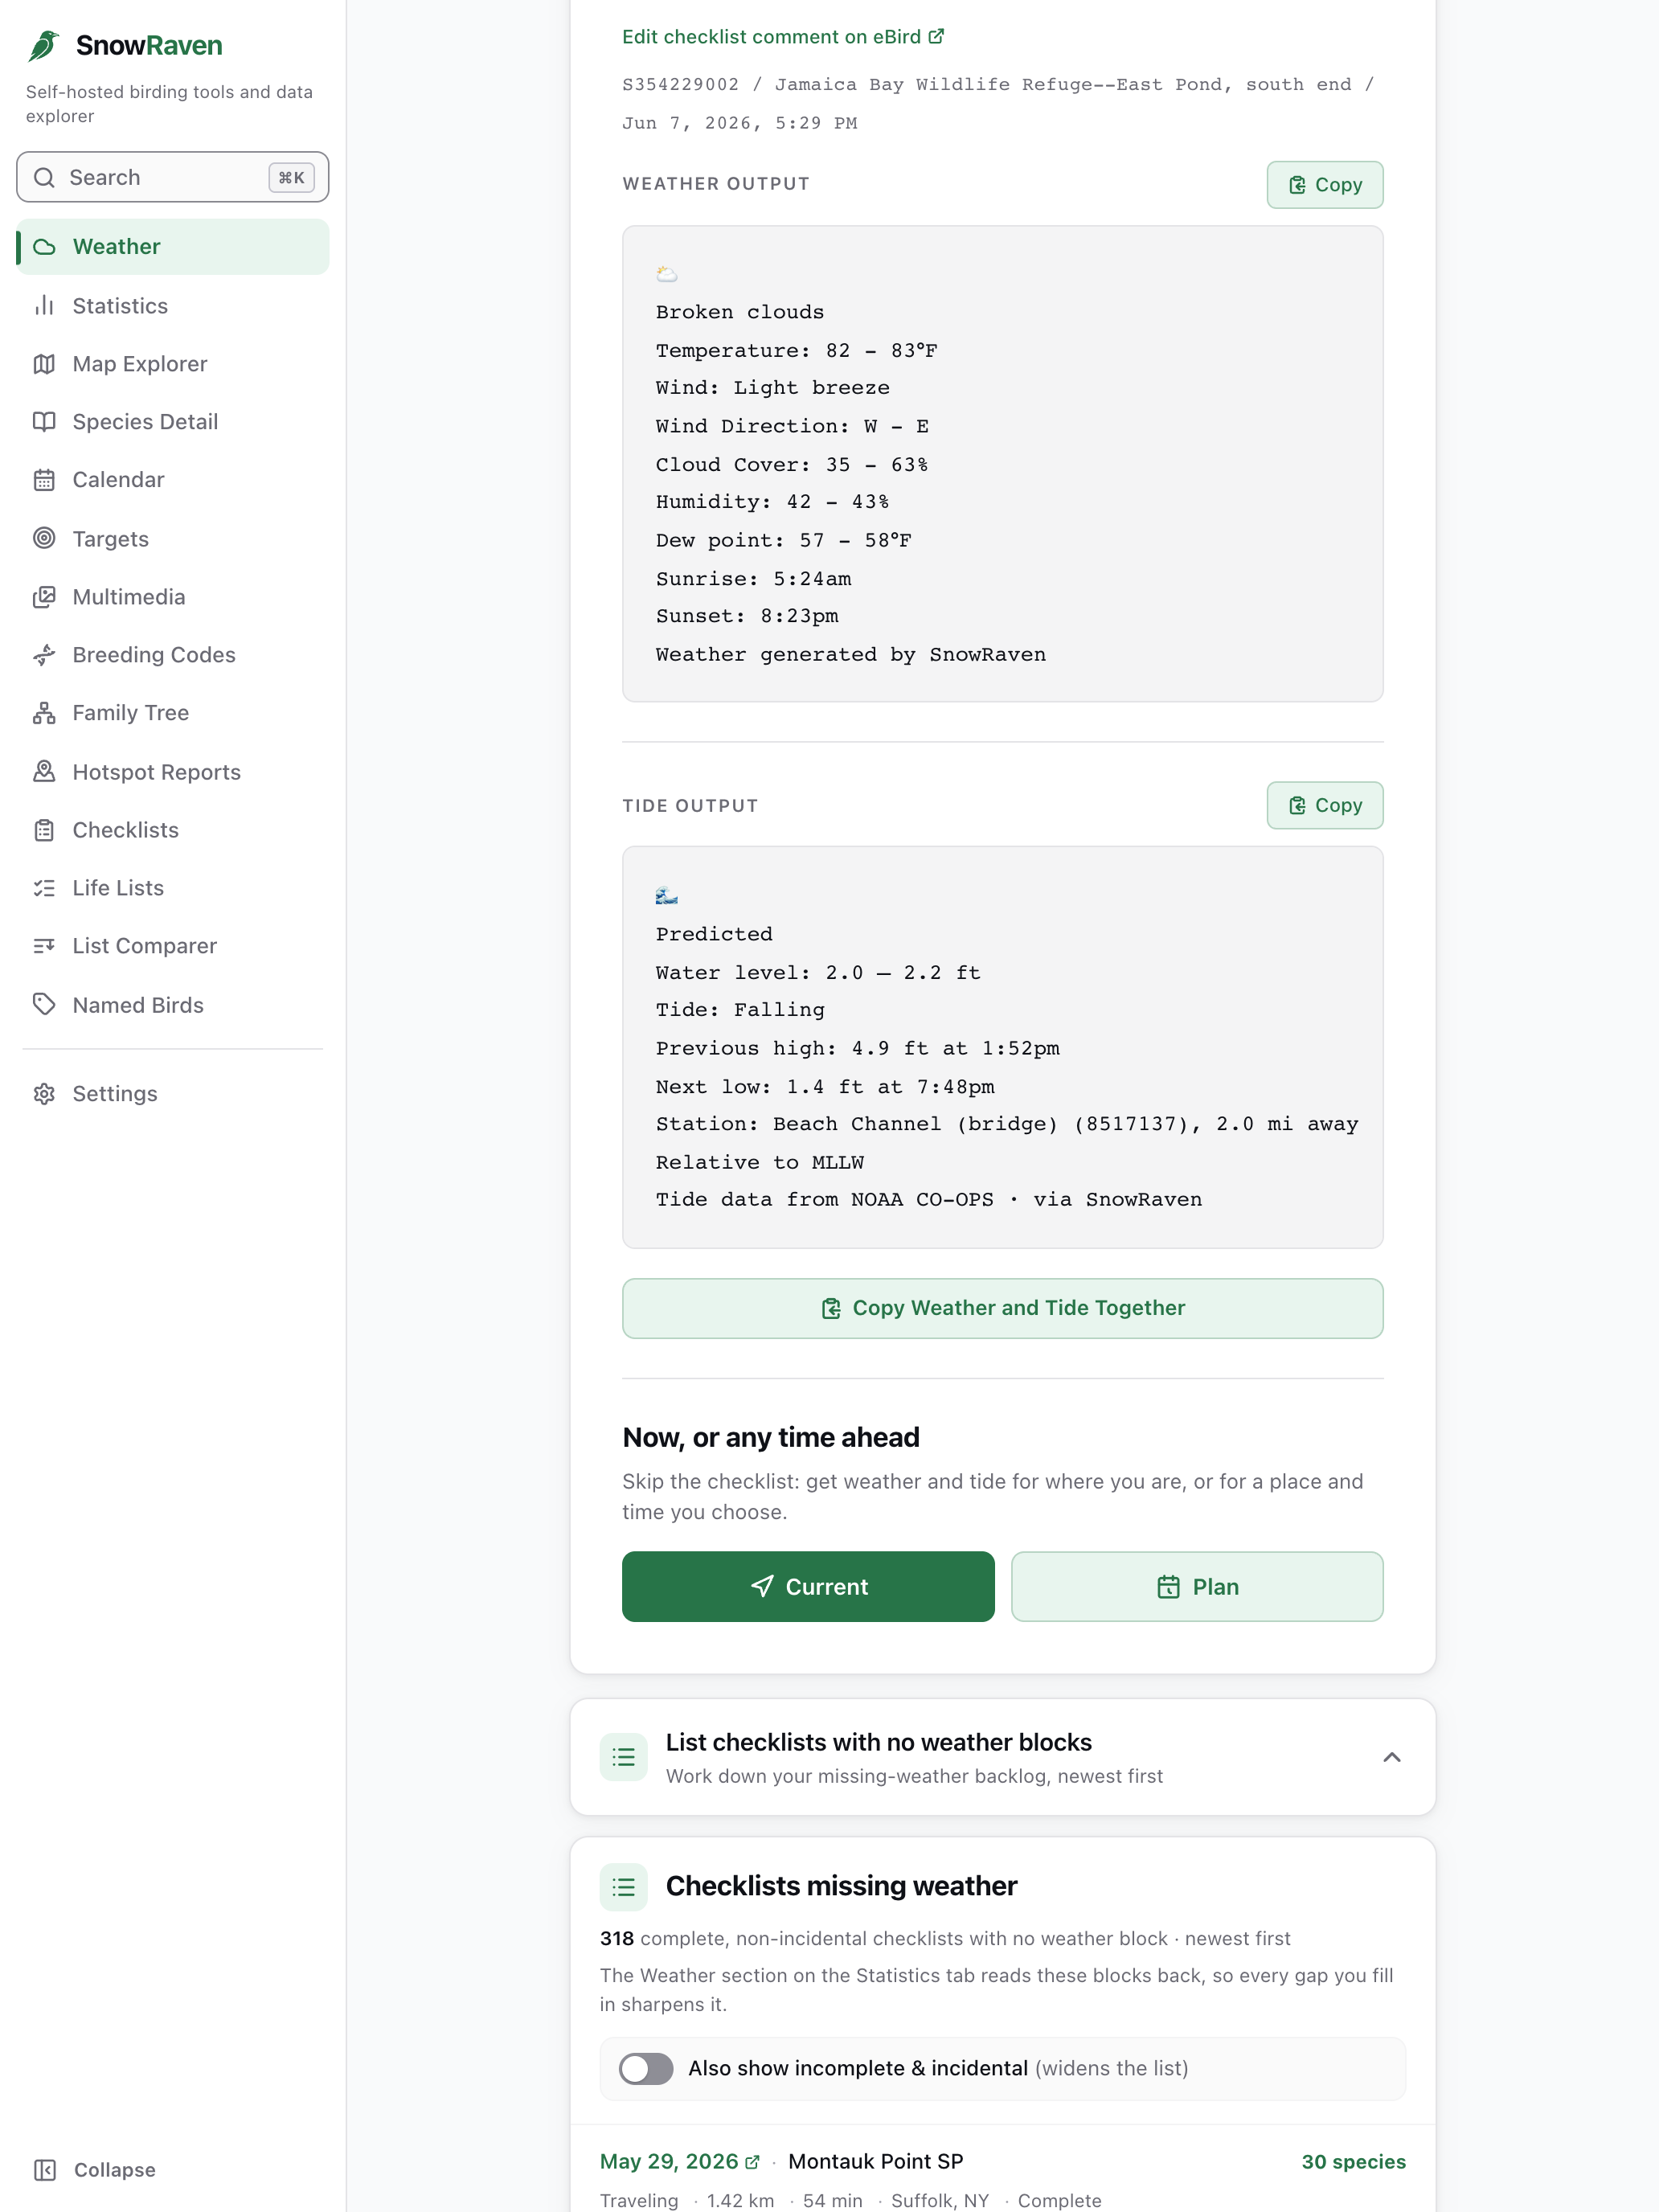 SnowRaven
Self-hosted birding tools and data
explorer
Search ⌘K
Weather
Statistics
Map Explorer
Species Detail
Calendar
Targets
Multimedia
Breeding Codes
Family Tree
Hotspot Reports
Checklists
Life Lists
List Comparer
Named Birds
Settings
Collapse
Edit checklist comment on eBird
S354229002 / Jamaica Bay Wildlife Refuge--East Pond, south end /
Jun 7, 2026, 5:29 PM
WEATHER OUTPUT
Copy
Broken clouds
Temperature: 82 - 83°F
Wind: Light breeze
Wind Direction: W - E
Cloud Cover: 35 - 63%
Humidity: 42 - 43%
Dew point: 57 - 58°F
Sunrise: 5:24am
Sunset: 8:23pm
Weather generated by SnowRaven
TIDE OUTPUT
Copy
Predicted
Water level: 2.0 — 2.2 ft
Tide: Falling
Previous high: 4.9 ft at 1:52pm
Next low: 1.4 ft at 7:48pm
Station: Beach Channel (bridge) (8517137), 2.0 mi away
Relative to MLLW
Tide data from NOAA CO-OPS · via SnowRaven
Copy Weather and Tide Together
Now, or any time ahead
Skip the checklist: get weather and tide for where you are, or for a place and
time you choose.
Current
Plan
List checklists with no weather blocks
Work down your missing-weather backlog, newest first
Checklists missing weather
318 complete, non-incidental checklists with no weather block · newest first
The Weather section on the Statistics tab reads these blocks back, so every gap you fill
in sharpens it.
Also show incomplete & incidental (widens the list)
May 29, 2026 · Montauk Point SP 30 species
Traveling · 1.42 km · 54 min · Suffolk, NY · Complete